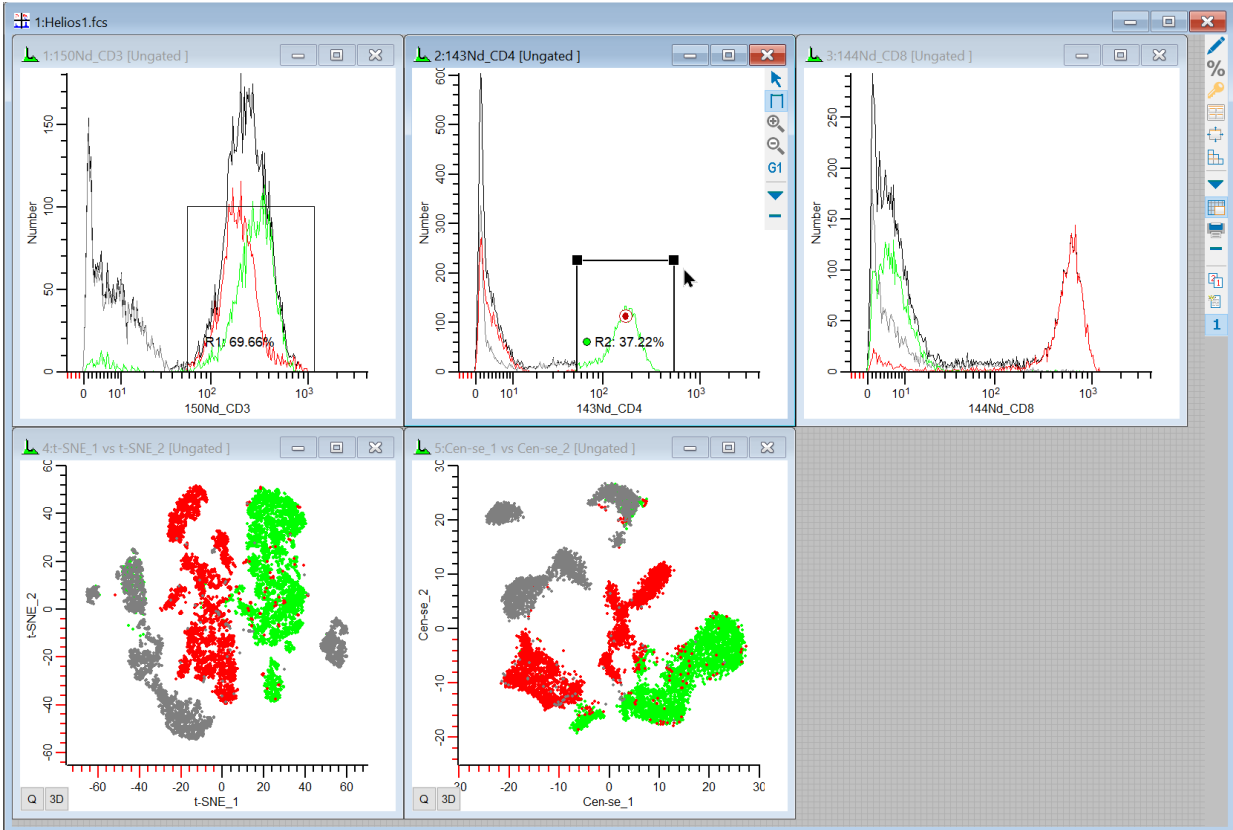 1:Helios1.fcs
1:150Nd_CD3 [Ungated ]
150
100
50
0
Number
R1: 69.66%
0 10¹ 10² 10³
150Nd_CD3
2:143Nd_CD4 [Ungated ]
600
500
400
300
200
100
0
Number
R2: 37.22%
0 10¹ 10² 10³
143Nd_CD4
G1
3:144Nd_CD8 [Ungated ]
250
200
150
100
50
0
Number
0 10¹ 10² 10³
144Nd_CD8
%
1
4:t-SNE_1 vs t-SNE_2 [Ungated ]
60
40
20
0
-20
-40
-60
t-SNE_2
-60 -40 -20 0 20 40 60
t-SNE_1
Q 3D
5:Cen-se_1 vs Cen-se_2 [Ungated ]
30
20
10
0
-10
-20
Cen-se_2
-20 -10 0 10 20 30
Cen-se_1
Q 3D